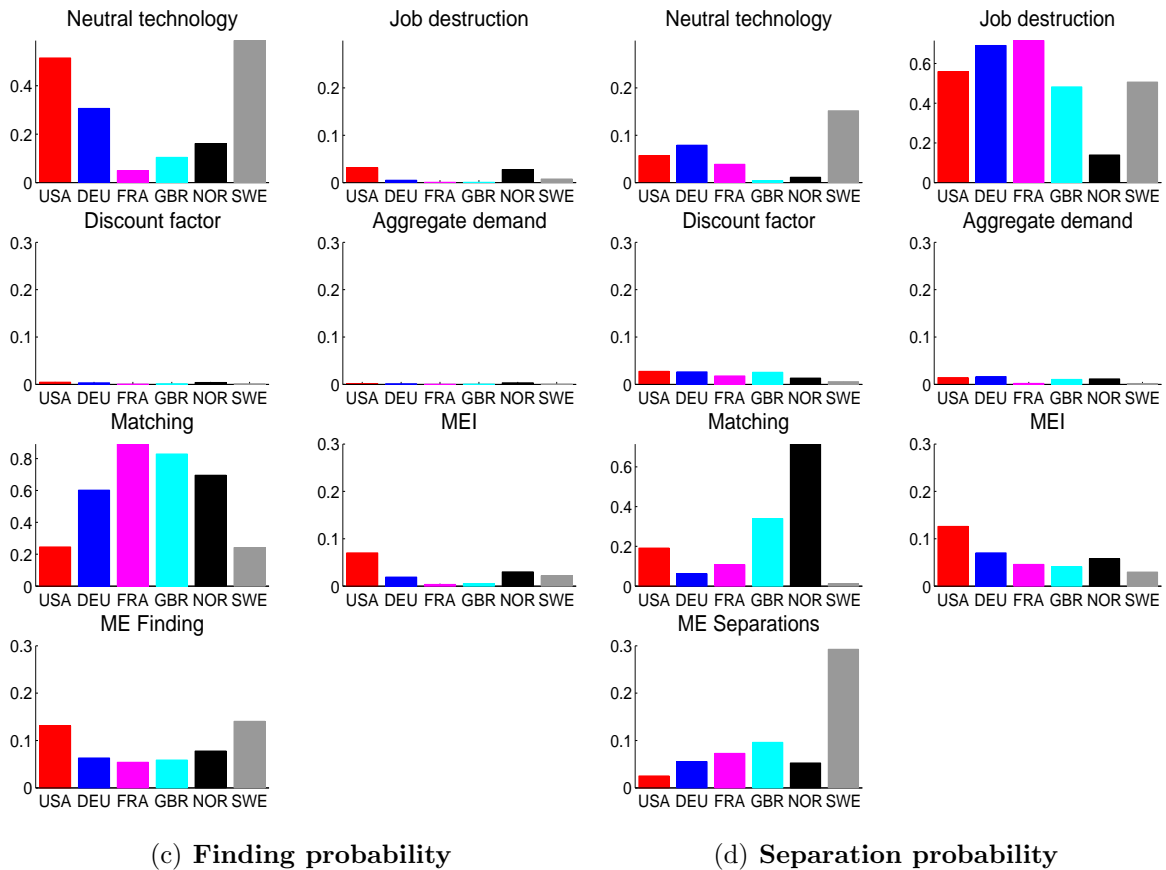 Neutral technology
0.4
0.2
0
USA DEU FRA GBR NOR SWE
Job destruction
0.2
0.1
0
USA DEU FRA GBR NOR SWE
Neutral technology
0.2
0.1
0
USA DEU FRA GBR NOR SWE
Job destruction
0.6
0.4
0.2
0
USA DEU FRA GBR NOR SWE
Discount factor
0.3
0.2
0.1
0
USA DEU FRA GBR NOR SWE
Aggregate demand
0.3
0.2
0.1
0
USA DEU FRA GBR NOR SWE
Discount factor
0.3
0.2
0.1
0
USA DEU FRA GBR NOR SWE
Aggregate demand
0.3
0.2
0.1
0
USA DEU FRA GBR NOR SWE
Matching
0.8
0.6
0.4
0.2
0
USA DEU FRA GBR NOR SWE
MEI
0.3
0.2
0.1
0
USA DEU FRA GBR NOR SWE
Matching
0.6
0.4
0.2
0
USA DEU FRA GBR NOR SWE
MEI
0.3
0.2
0.1
0
USA DEU FRA GBR NOR SWE
ME Finding
0.3
0.2
0.1
0
USA DEU FRA GBR NOR SWE
ME Separations
0.3
0.2
0.1
0
USA DEU FRA GBR NOR SWE
(c) Finding probability
(d) Separation probability